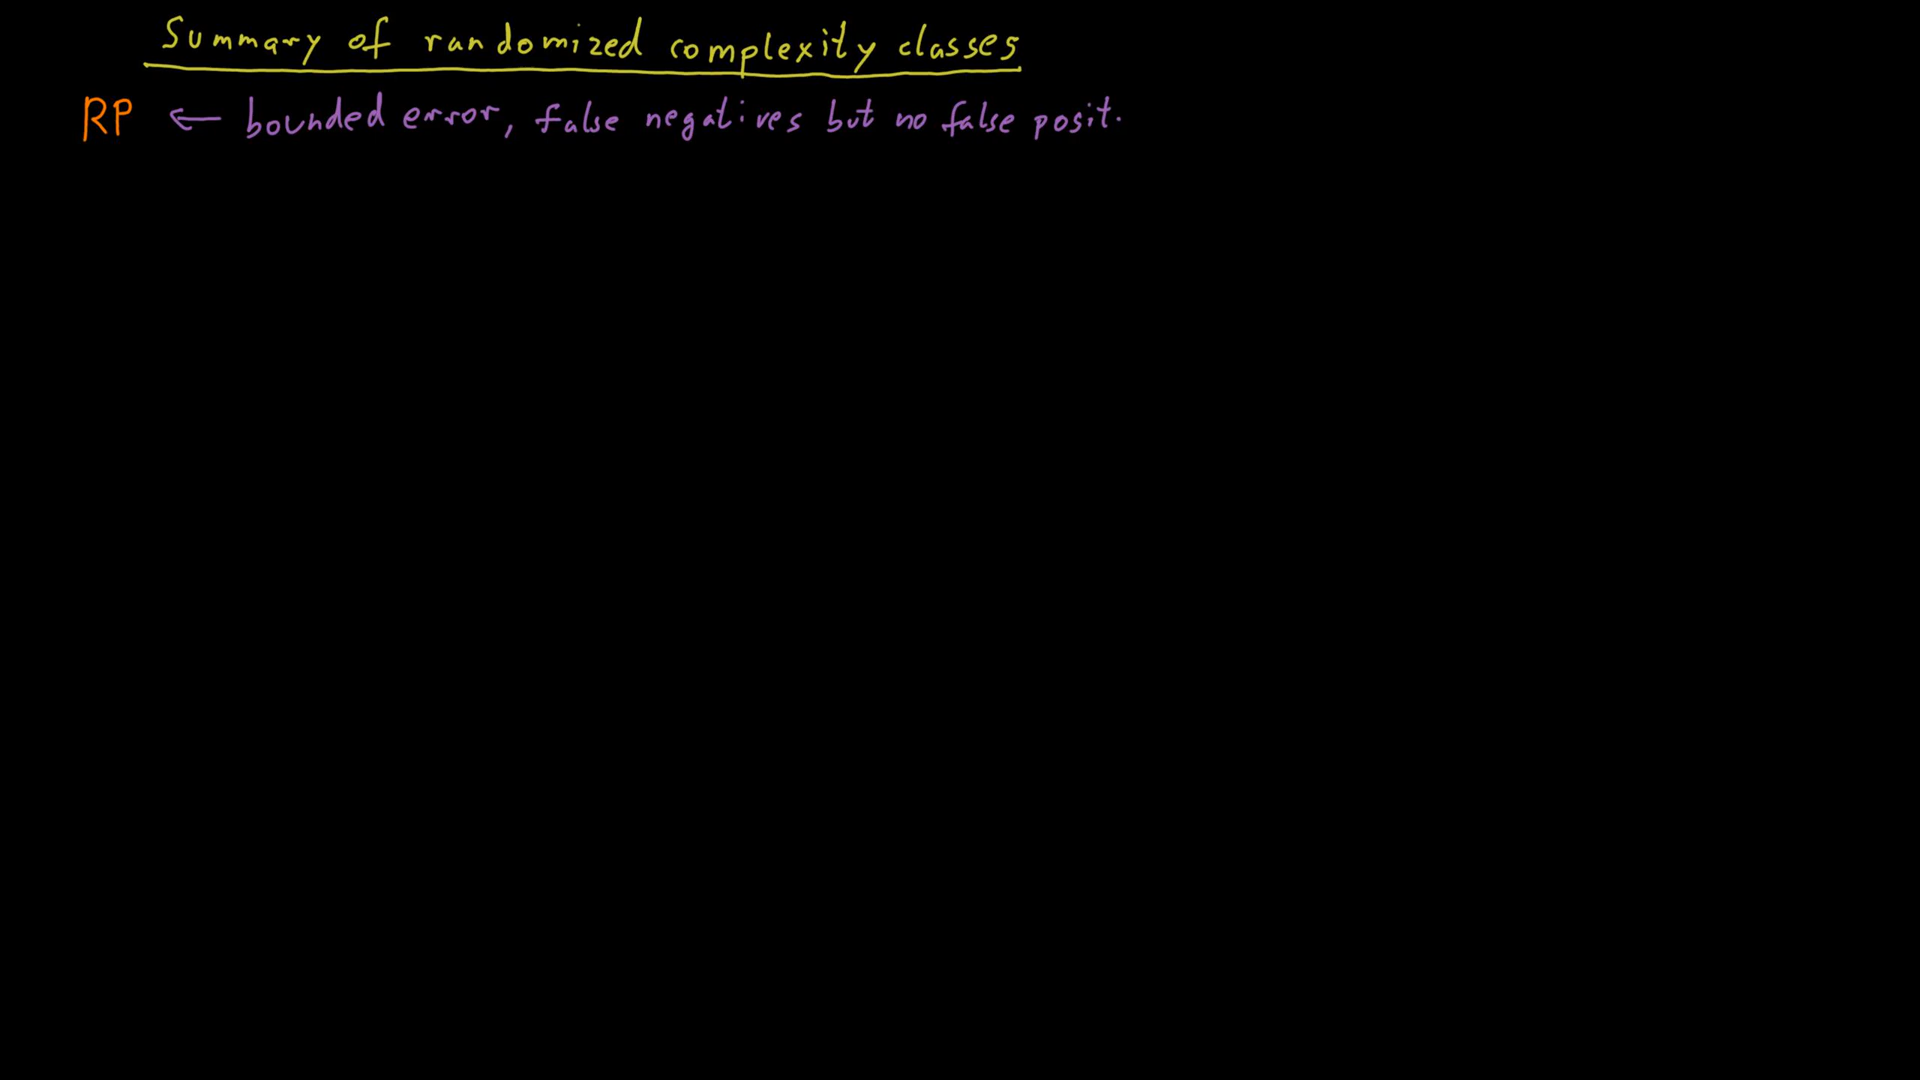 Summary of randomized complexity classes
RP ← bounded error, false negatives but no false posit.